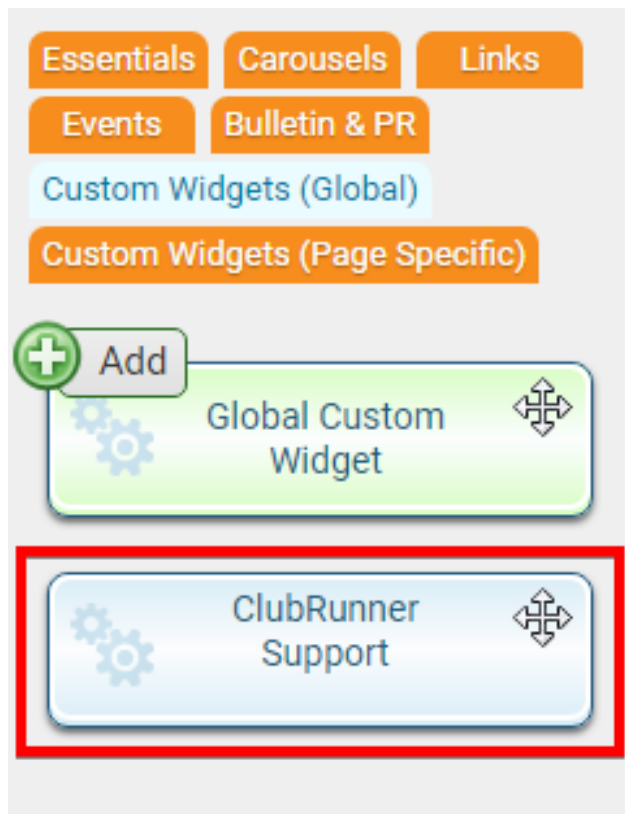 Essentials Carousels Links
Events Bulletin & PR
Custom Widgets (Global)
Custom Widgets (Page Specific)
Add
Global Custom
Widget
ClubRunner
Support